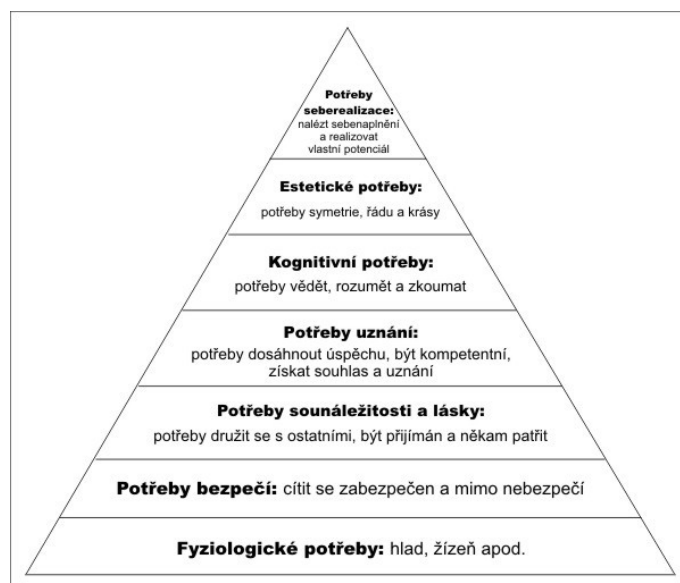 Potřeby
seberealizace:
nalézt sebenaplnění
a realizovat
vlastní potenciál
Estetické potřeby:
potřeby symetrie, řádu a krásy
Kognitivní potřeby:
potřeby vědět, rozumět a zkoumat
Potřeby uznání:
potřeby dosáhnout úspěchu, být kompetentní,
získat souhlas a uznání
Potřeby sounáležitosti a lásky:
potřeby družit se s ostatními, být přijímán a někam patřit
Potřeby bezpečí: cítit se zabezpečen a mimo nebezpečí
Fyziologické potřeby: hlad, žízeň apod.